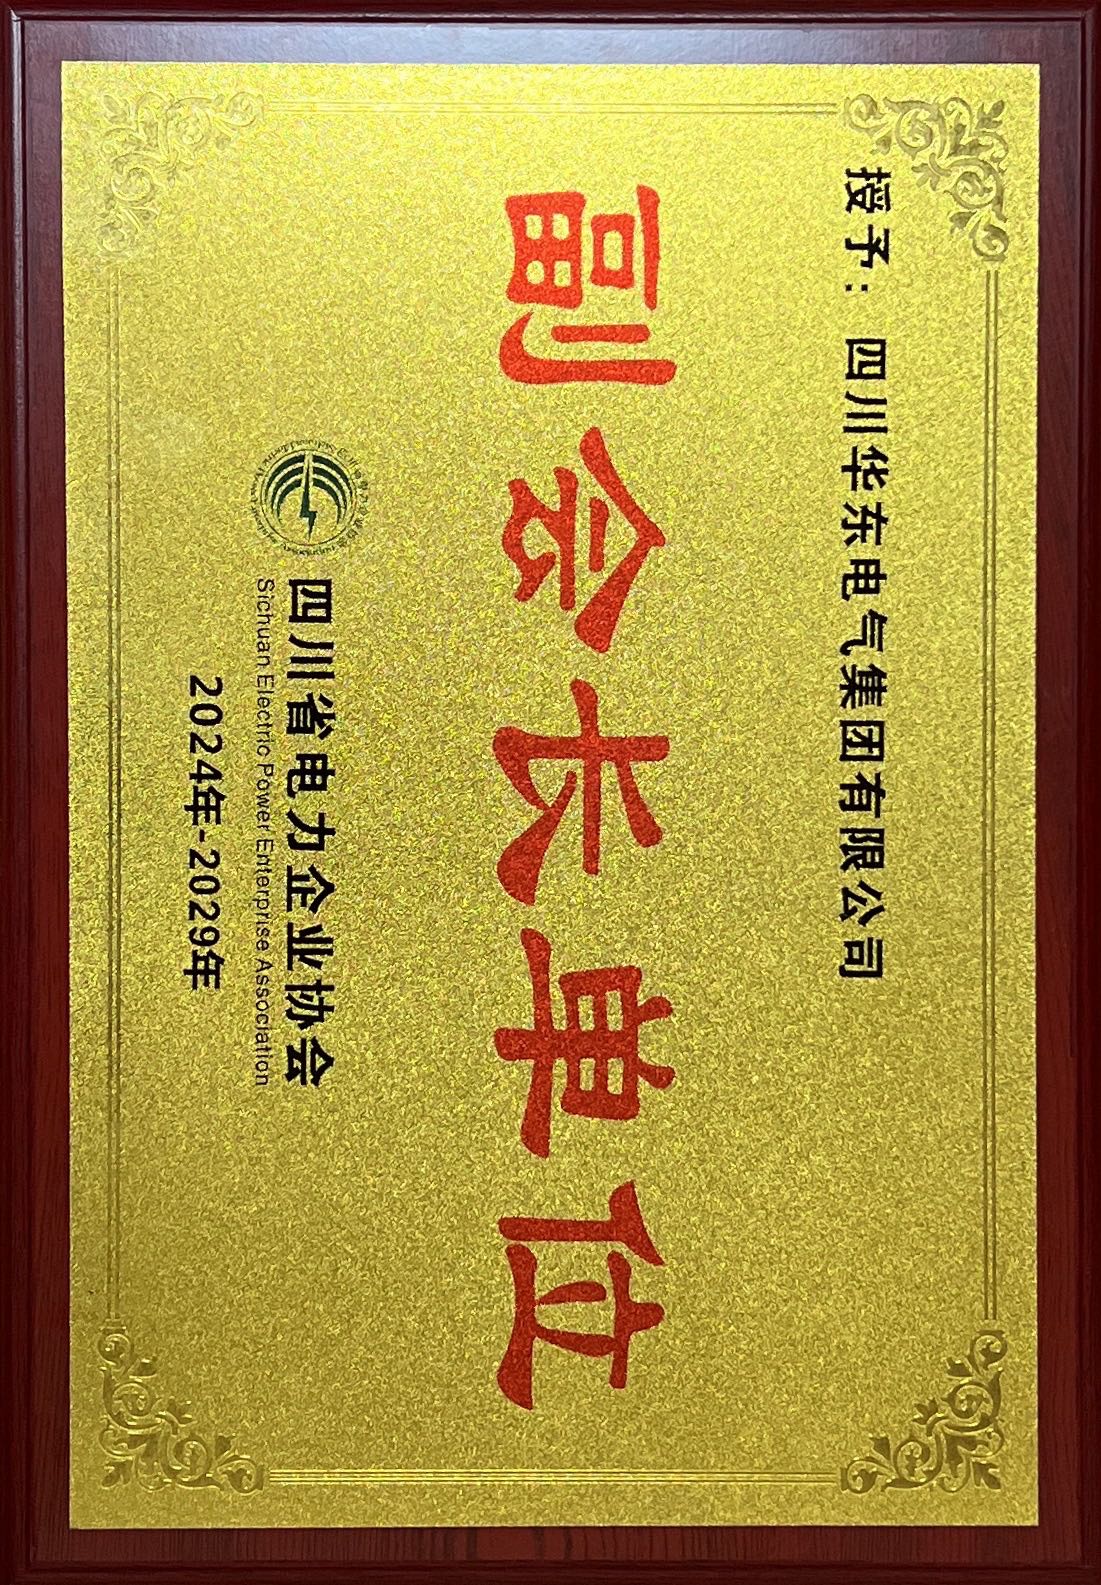 授予：四川华东电气集团有限公司
副会长单位
四川省电力企业协会
Sichuan Electric Power Enterprise Association
2024年-2029年